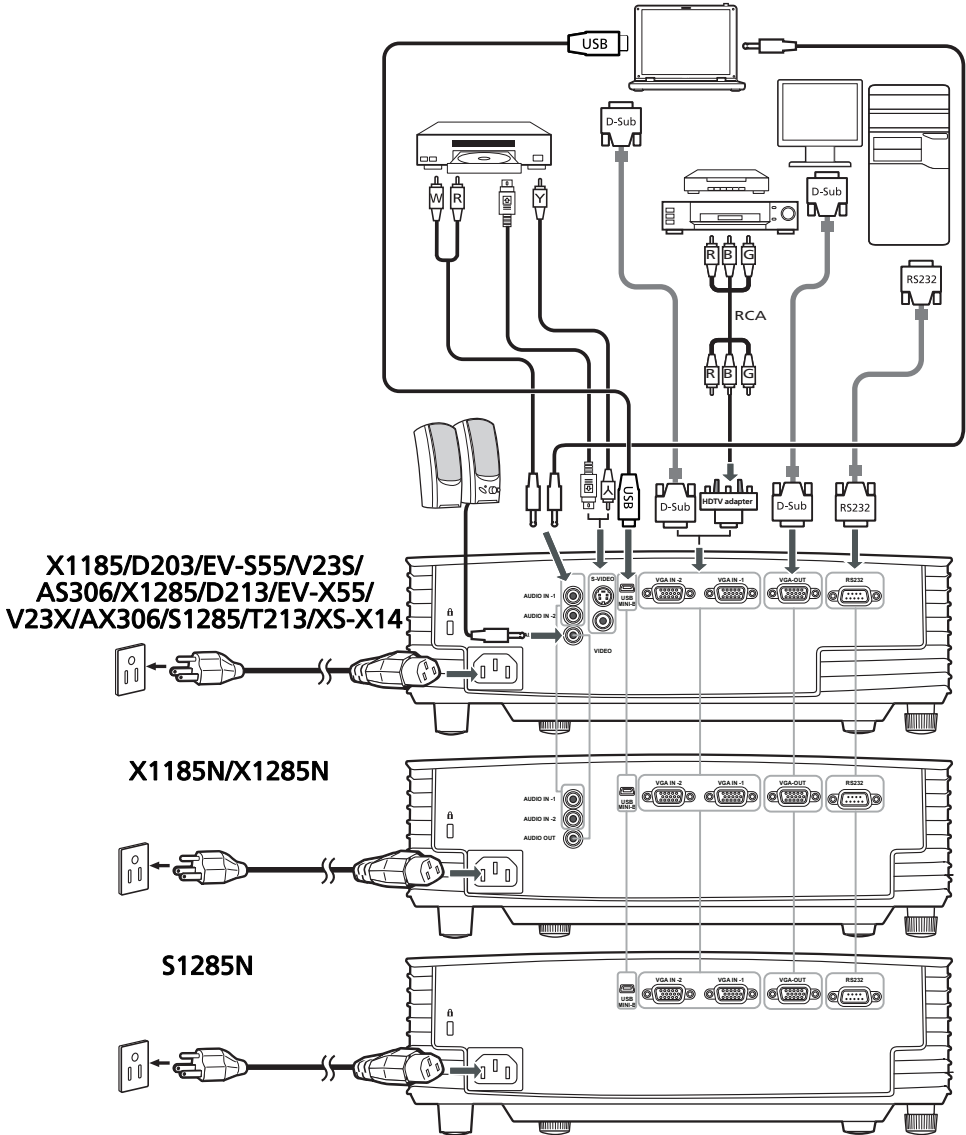 USB
D-Sub
W R
Y
D-Sub
R B G
RS232
RCA
R B G
USB
Y
D-Sub
HDTV adapter
D-Sub
RS232
X1185/D203/EV-S55/V23S/
AS306/X1285/D213/EV-X55/
V23X/AX306/S1285/T213/XS-X14
AUDIO IN -1
AUDIO IN -2
S-VIDEO
VIDEO
USB
MINI-B
VGA IN -2
VGA IN -1
VGA-OUT
RS232
X1185N/X1285N
AUDIO IN -1
AUDIO IN -2
AUDIO OUT
USB
MINI-B
VGA IN -2
VGA IN -1
VGA-OUT
RS232
S1285N
USB
MINI-B
VGA IN -2
VGA IN -1
VGA-OUT
RS232